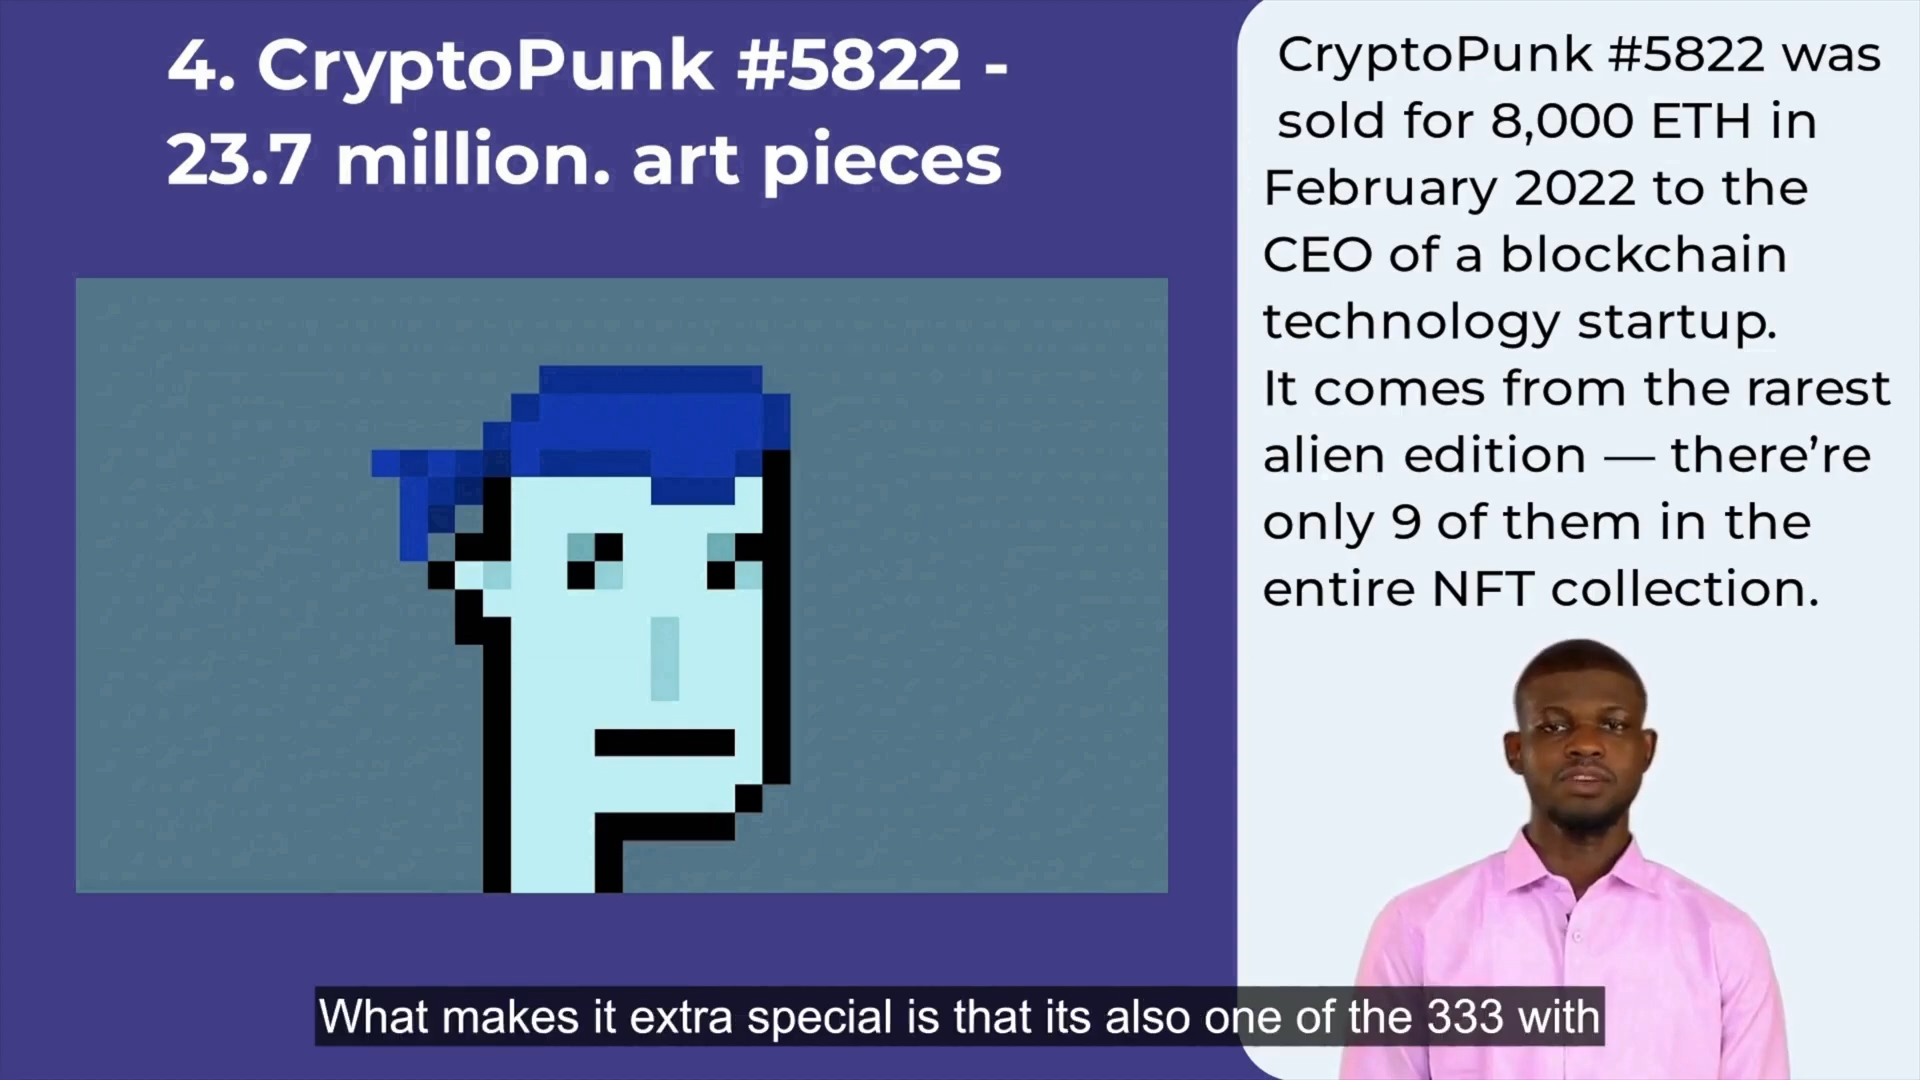 4. CryptoPunk #5822 -
23.7 million. art pieces
CryptoPunk #5822 was
sold for 8,000 ETH in
February 2022 to the
CEO of a blockchain
technology startup.
It comes from the rarest
alien edition — there’re
only 9 of them in the
entire NFT collection.
What makes it extra special is that its also one of the 333 with